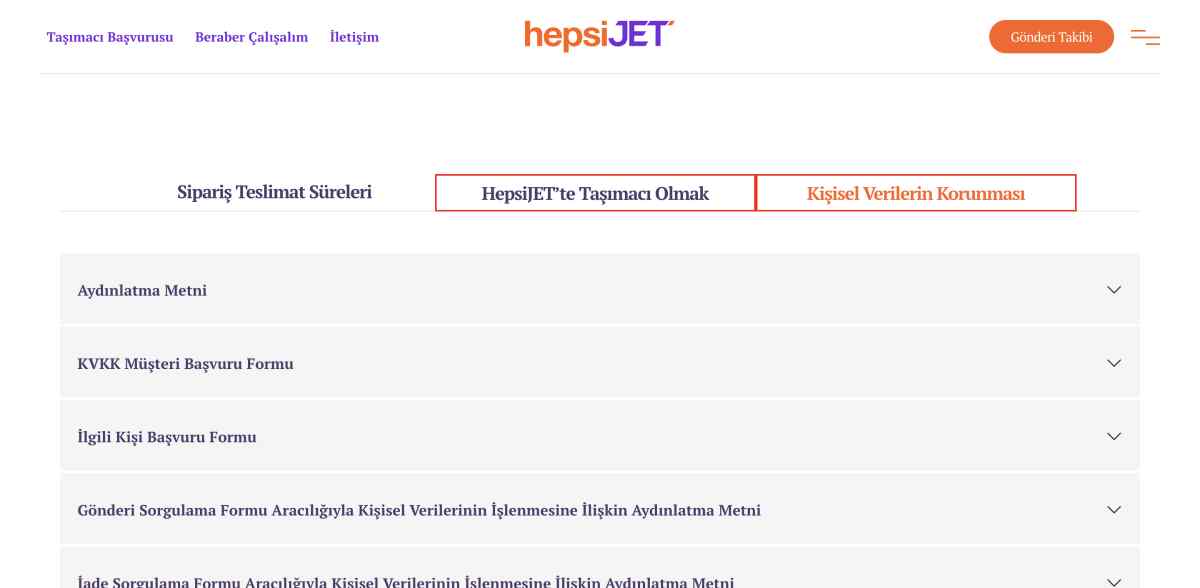 Taşımacı Başvurusu
Beraber Çalışalım
İletişim
hepsiJET
Gönderi Takibi
Sipariş Teslimat Süreleri
HepsiJET’te Taşımacı Olmak
Kişisel Verilerin Korunması
Aydınlatma Metni
KVKK Müşteri Başvuru Formu
İlgili Kişi Başvuru Formu
Gönderi Sorgulama Formu Aracılığıyla Kişisel Verilerinin İşlenmesine İlişkin Aydınlatma Metni
İade Sorgulama Formu Aracılığıyla Kişisel Verilerinin İşlenmesine İlişkin Aydınlatma Metni